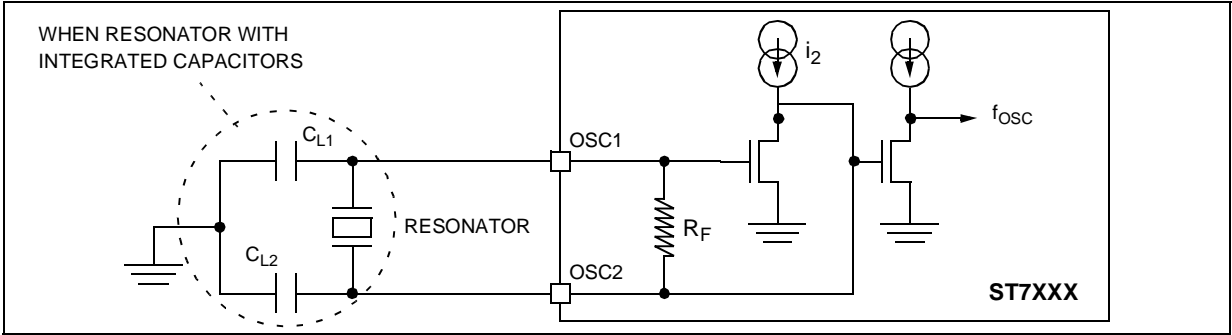 WHEN RESONATOR WITH
INTEGRATED CAPACITORS
i2
fOSC
CL1
OSC1
RESONATOR
RF
CL2
OSC2
ST7XXX